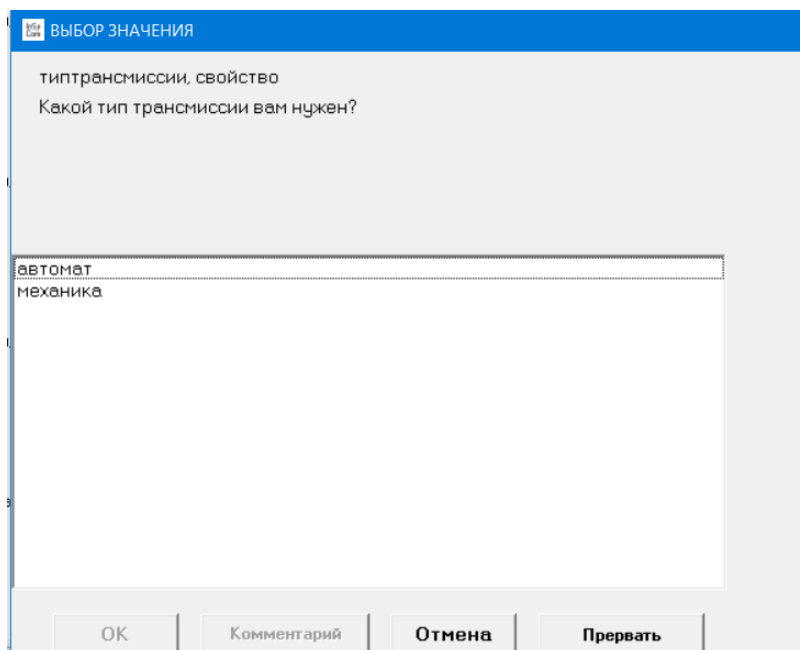 ВЫБОР ЗНАЧЕНИЯ
типтрансмиссии, свойство
Какой тип трансмиссии вам нужен?
автомат
механика
OK Комментарий Отмена Прервать